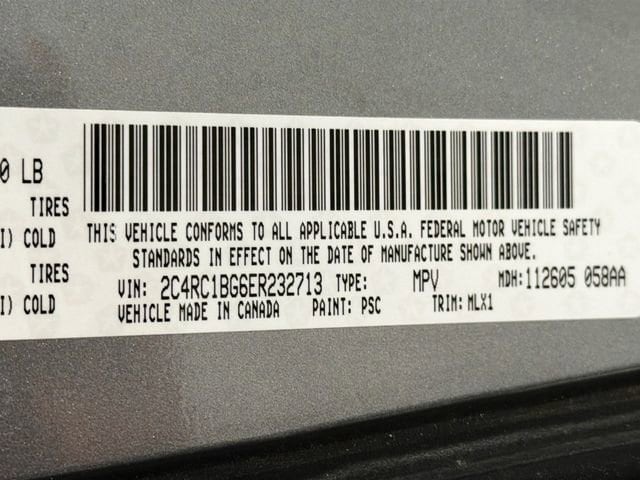 0 LB
TIRES
I) COLD
TIRES
I) COLD
THIS VEHICLE CONFORMS TO ALL APPLICABLE U.S.A. FEDERAL MOTOR VEHICLE SAFETY
STANDARDS IN EFFECT ON THE DATE OF MANUFACTURE SHOWN ABOVE.
VIN: 2C4RC1BG6ER232713 TYPE: MPV MDH:112605 058AA
VEHICLE MADE IN CANADA PAINT: PSC TRIM: MLX1